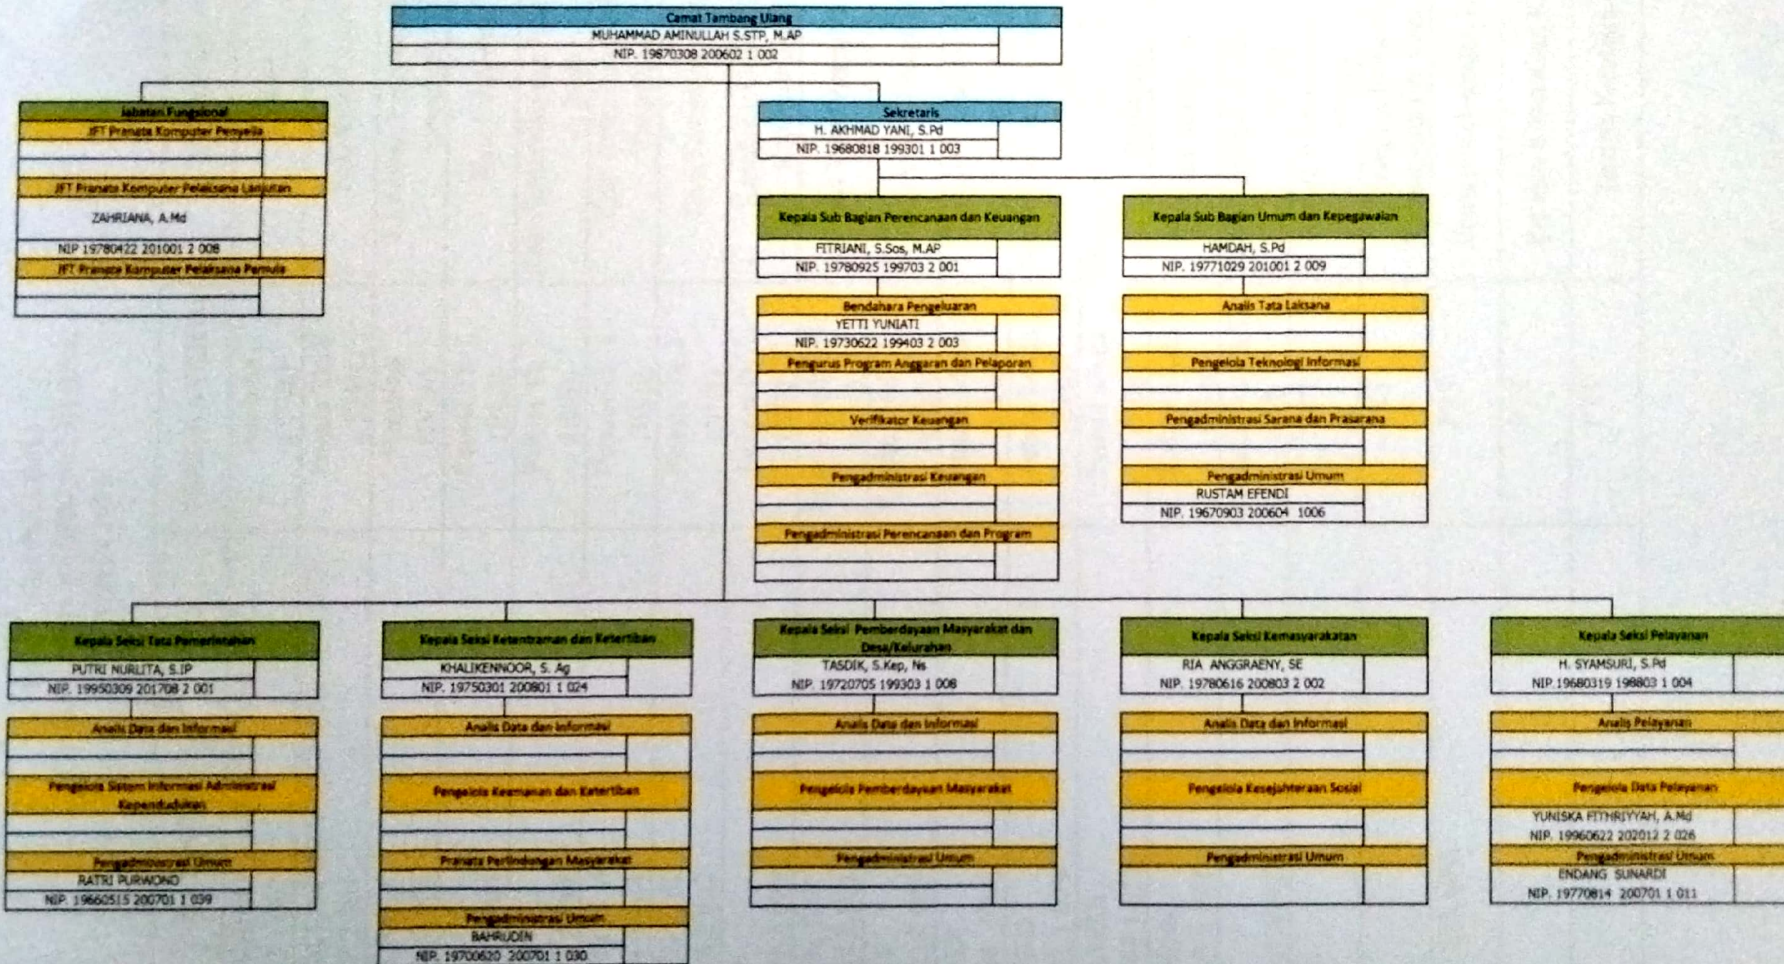 Camat Tambang Ulang
MUHAMMAD AMINULLAH S.STP, M.AP
NIP. 19870308 200602 1 002
Jabatan Fungsional
JFT Pranata Komputer Penyelia
JFT Pranata Komputer Pelaksana Lanjutan
ZAHRIANA, A.Md
NIP 19780422 201001 2 008
JFT Pranata Komputer Pelaksana Pemula
Sekretaris
H. AKHMAD YANI, S.Pd
NIP. 19680818 199301 1 003
Kepala Sub Bagian Perencanaan dan Keuangan
FITRIANI, S.Sos, M.AP
NIP. 19780925 199703 2 001
Bendahara Pengeluaran
YETTI YUNIATI
NIP. 19730622 199403 2 003
Pengurus Program Anggaran dan Pelaporan
Verifikator Keuangan
Pengadministrasi Keuangan
Pengadministrasi Perencanaan dan Program
Kepala Sub Bagian Umum dan Kepegawaian
HAMDAH, S.Pd
NIP. 19771029 201001 2 009
Analis Tata Laksana
Pengelola Teknologi Informasi
Pengadministrasi Sarana dan Prasarana
Pengadministrasi Umum
RUSTAM EFENDI
NIP. 19670903 200604 1006
Kepala Seksi Tata Pemerintahan
PUTRI NURLITA, S.IP
NIP. 19950309 201708 2 001
Analis Data dan Informasi
Pengelola Sistem Informasi Administrasi
Kependudukan
Pengadministrasi Umum
RATRI PURWONO
NIP. 19660515 200701 1 039
Kepala Seksi Ketentraman dan Ketertiban
KHALIKENNOOR, S. Ag
NIP. 19750301 200801 1 024
Analis Data dan Informasi
Pengelola Keamanan dan Ketertiban
Pranata Perlindungan Masyarakat
Pengadministrasi Umum
BAHRUDIN
NIP. 19700620 200701 1 030
Kepala Seksi Pemberdayaan Masyarakat dan
Desa/Kelurahan
TASDIK, S.Kep, Ns
NIP. 19720705 199303 1 008
Analis Data dan Informasi
Pengelola Pemberdayaan Masyarakat
Pengadministrasi Umum
Kepala Seksi Kemasyarakatan
RIA ANGGRAENY, SE
NIP. 19780616 200803 2 002
Analis Data dan Informasi
Pengelola Kesejahteraan Sosial
Pengadministrasi Umum
Kepala Seksi Pelayanan
H. SYAMSURI, S.Pd
NIP.19680319 198803 1 004
Analis Pelayanan
Pengelola Data Pelayanan
YUNISKA FITHRIYYAH, A.Md
NIP. 19960622 202012 2 026
Pengadministrasi Umum
ENDANG SUNARDI
NIP. 19770814 200701 1 011